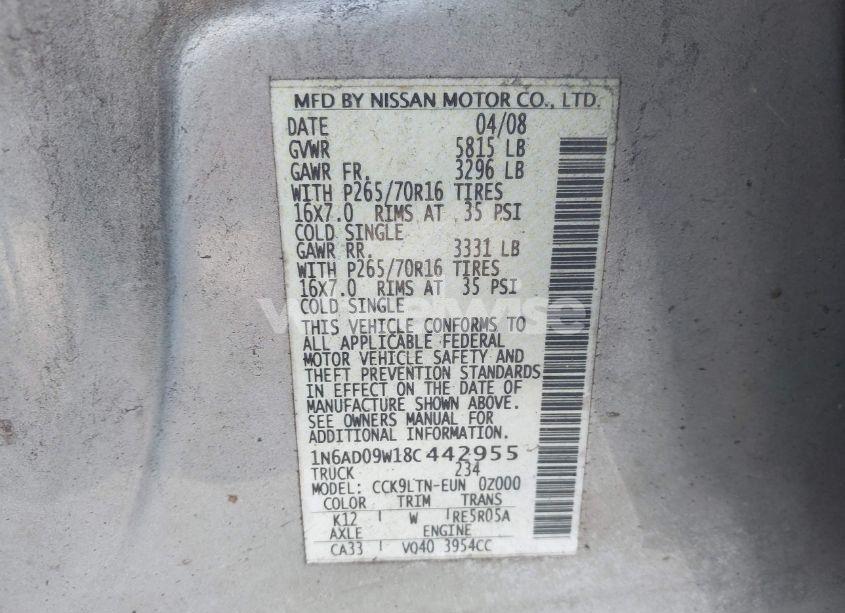 MFD BY NISSAN MOTOR CO., LTD.
DATE 04/08
GVWR 5815 LB
GAWR FR. 3296 LB
WITH P265/70R16 TIRES
16X7.0 RIMS AT 35 PSI
COLD SINGLE
GAWR RR. 3331 LB
WITH P265/70R16 TIRES
16X7.0 RIMS AT 35 PSI
COLD SINGLE
THIS VEHICLE CONFORMS TO
ALL APPLICABLE FEDERAL
MOTOR VEHICLE SAFETY AND
THEFT PREVENTION STANDARDS
IN EFFECT ON THE DATE OF
MANUFACTURE SHOWN ABOVE.
SEE OWNERS MANUAL FOR
ADDITIONAL INFORMATION.
1N6AD09W18C442955
TRUCK 234
MODEL: CCK9LTN-EUN 0Z000
COLOR TRIM TRANS
K12 W RE5R05A
AXLE ENGINE
CA33 VQ40 3954CC